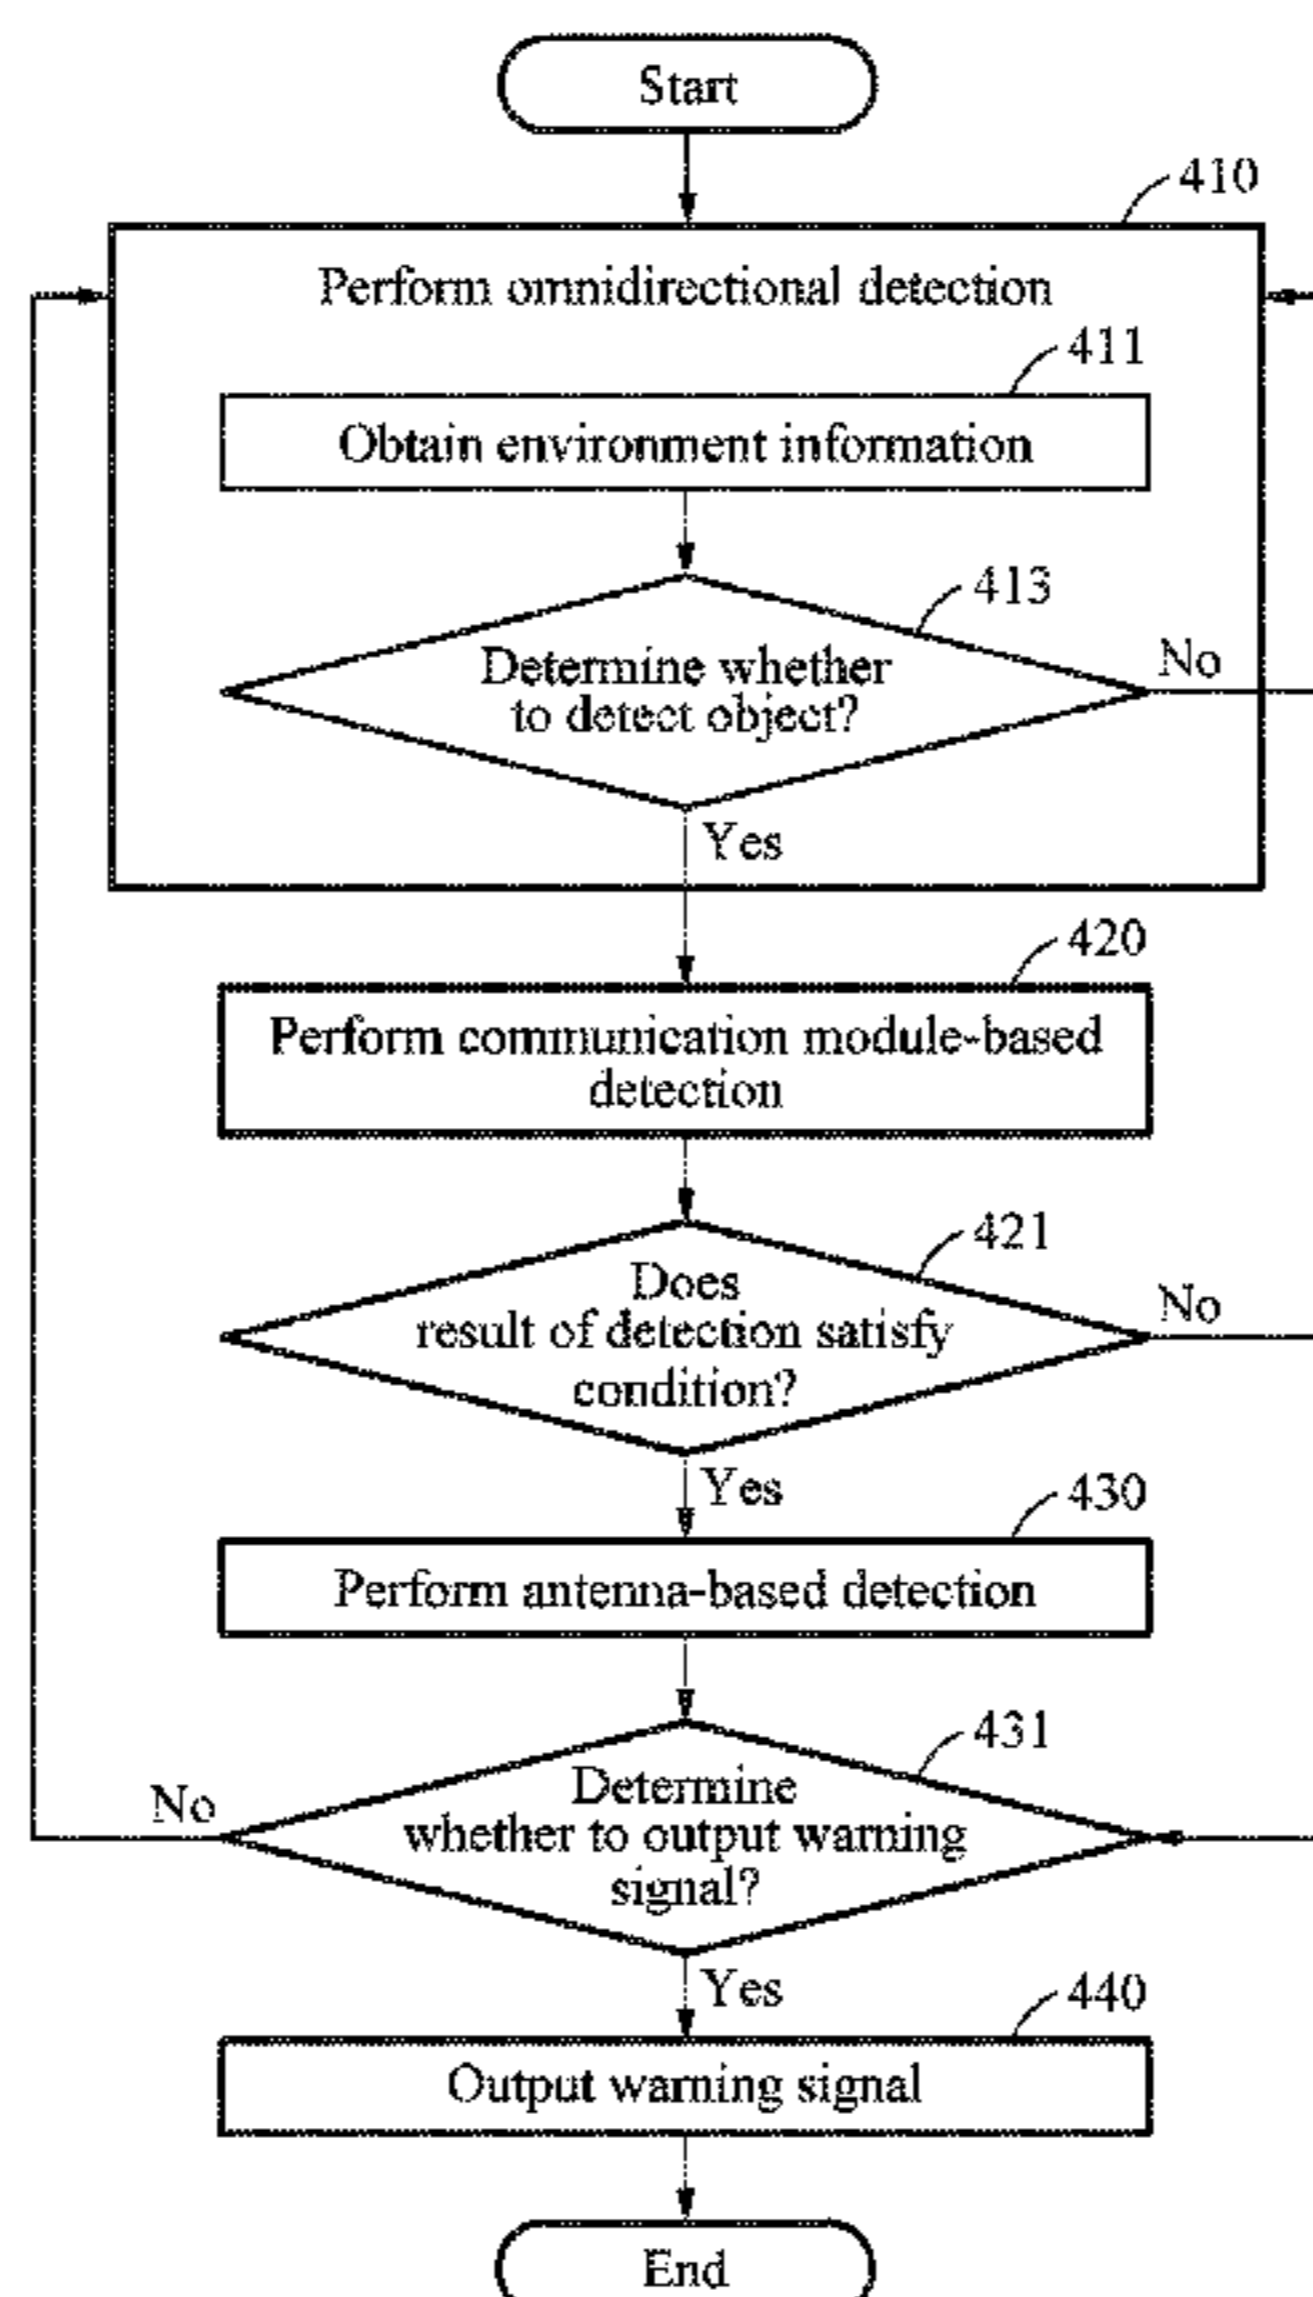 Start
410
Perform omnidirectional detection
411
Obtain environment information
413
Determine whether
to detect object?
No
Yes
420
Perform communication module-based
detection
421
Does
result of detection satisfy
condition?
No
Yes
430
Perform antenna-based detection
431
Determine
whether to output warning
signal?
No
Yes
440
Output warning signal
End